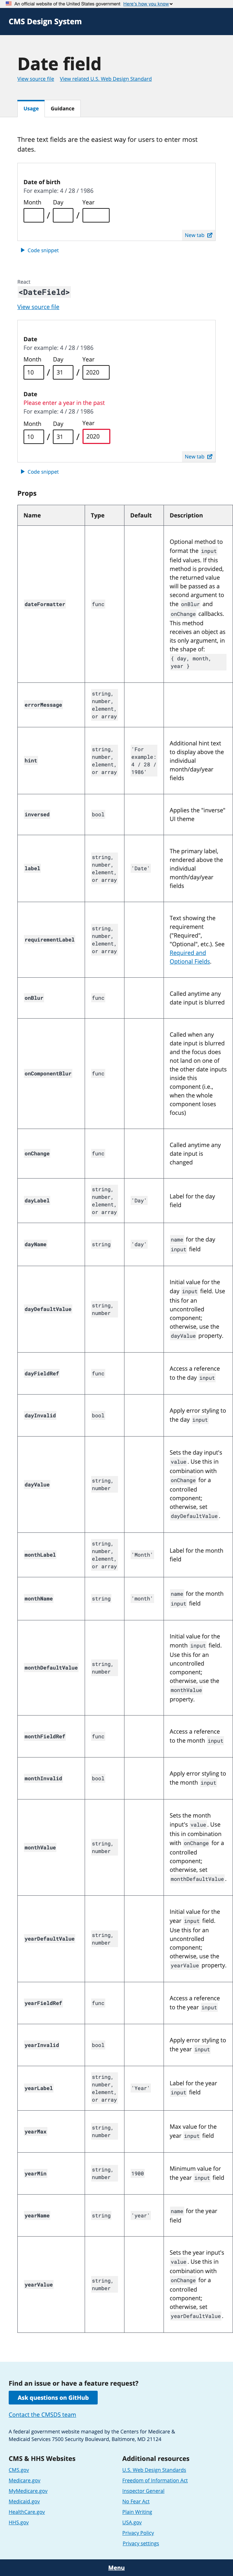 An official website of the United States government Here's how you know
CMS Design System
Date field
View source file View related U.S. Web Design Standard
Usage Guidance
Three text fields are the easiest way for users to enter most
dates.
Date of birth
For example: 4 / 28 / 1986
Month Day Year
/ /
New tab
Code snippet
React
<DateField>
View source file
Date
For example: 4 / 28 / 1986
Month Day Year
10 / 31 / 2020
Date
Please enter a year in the past
For example: 4 / 28 / 1986
Month Day Year
10 / 31 / 2020
New tab
Code snippet
Props
Name Type Default Description
dateFormatter func
Optional method to
format the input
field values. If this
method is provided,
the returned value
will be passed as a
second argument to
the onBlur and
onChange callbacks.
This method
receives an object as
its only argument, in
the shape of:
{ day, month,
year }
errorMessage
string,
number,
element,
or array
hint
string,
number,
element,
or array
'For
example:
4 / 28 /
1986'
Additional hint text
to display above the
individual
month/day/year
fields
inversed bool
Applies the "inverse"
UI theme
label
string,
number,
element,
or array
'Date'
The primary label,
rendered above the
individual
month/day/year
fields
requirementLabel
string,
number,
element,
or array
Text showing the
requirement
("Required",
"Optional", etc.). See
Required and
Optional Fields.
onBlur func
Called anytime any
date input is blurred
onComponentBlur func
Called when any
date input is blurred
and the focus does
not land on one of
the other date inputs
inside this
component (i.e.,
when the whole
component loses
focus)
onChange func
Called anytime any
date input is
changed
dayLabel
string,
number,
element,
or array
'Day'
Label for the day
field
dayName string 'day'
name for the day
input field
dayDefaultValue
string,
number
Initial value for the
day input field. Use
this for an
uncontrolled
component;
otherwise, use the
dayValue property.
dayFieldRef func
Access a reference
to the day input
dayInvalid bool
Apply error styling to
the day input
dayValue
string,
number
Sets the day input's
value. Use this in
combination with
onChange for a
controlled
component;
otherwise, set
dayDefaultValue.
monthLabel
string,
number,
element,
or array
'Month'
Label for the month
field
monthName string 'month'
name for the month
input field
monthDefaultValue
string,
number
Initial value for the
month input field.
Use this for an
uncontrolled
component;
otherwise, use the
monthValue
property.
monthFieldRef func
Access a reference
to the month input
monthInvalid bool
Apply error styling to
the month input
monthValue
string,
number
Sets the month
input's value. Use
this in combination
with onChange for a
controlled
component;
otherwise, set
monthDefaultValue.
yearDefaultValue
string,
number
Initial value for the
year input field.
Use this for an
uncontrolled
component;
otherwise, use the
yearValue property.
yearFieldRef func
Access a reference
to the year input
yearInvalid bool
Apply error styling to
the year input
yearLabel
string,
number,
element,
or array
'Year'
Label for the year
input field
yearMax
string,
number
Max value for the
year input field
yearMin
string,
number
1900
Minimum value for
the year input field
yearName string 'year'
name for the year
field
yearValue
string,
number
Sets the year input's
value. Use this in
combination with
onChange for a
controlled
component;
otherwise, set
yearDefaultValue.
Find an issue or have a feature request?
Ask questions on GitHub
Contact the CMSDS team
A federal government website managed by the Centers for Medicare &
Medicaid Services 7500 Security Boulevard, Baltimore, MD 21124
CMS & HHS Websites
CMS.gov
Medicare.gov
MyMedicare.gov
Medicaid.gov
HealthCare.gov
HHS.gov
Additional resources
U.S. Web Design Standards
Freedom of Information Act
Inspector General
No Fear Act
Plain Writing
USA.gov
Privacy Policy
Privacy settings
Menu